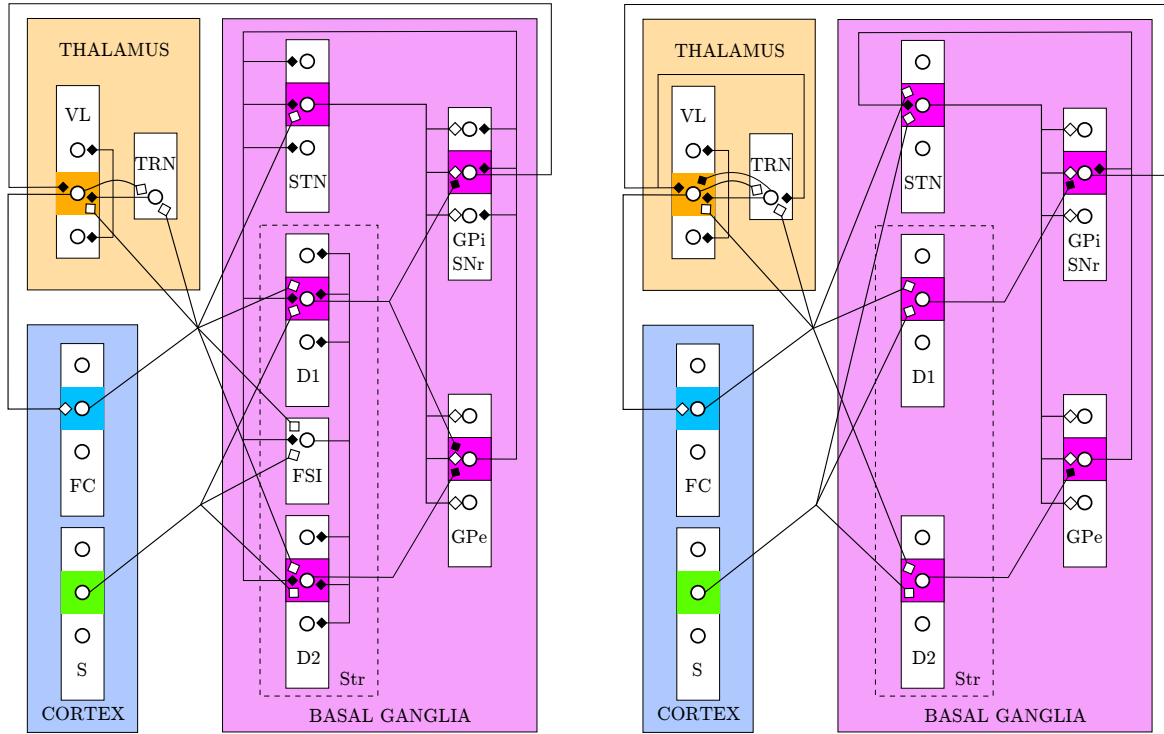 THALAMUS
VL
TRN
STN
GPi
SNr
D1
FSI
GPe
FC
S
D2
Str
CORTEX
BASAL GANGLIA
THALAMUS
VL
TRN
STN
GPi
SNr
D1
FC
GPe
S
D2
Str
CORTEX
BASAL GANGLIA